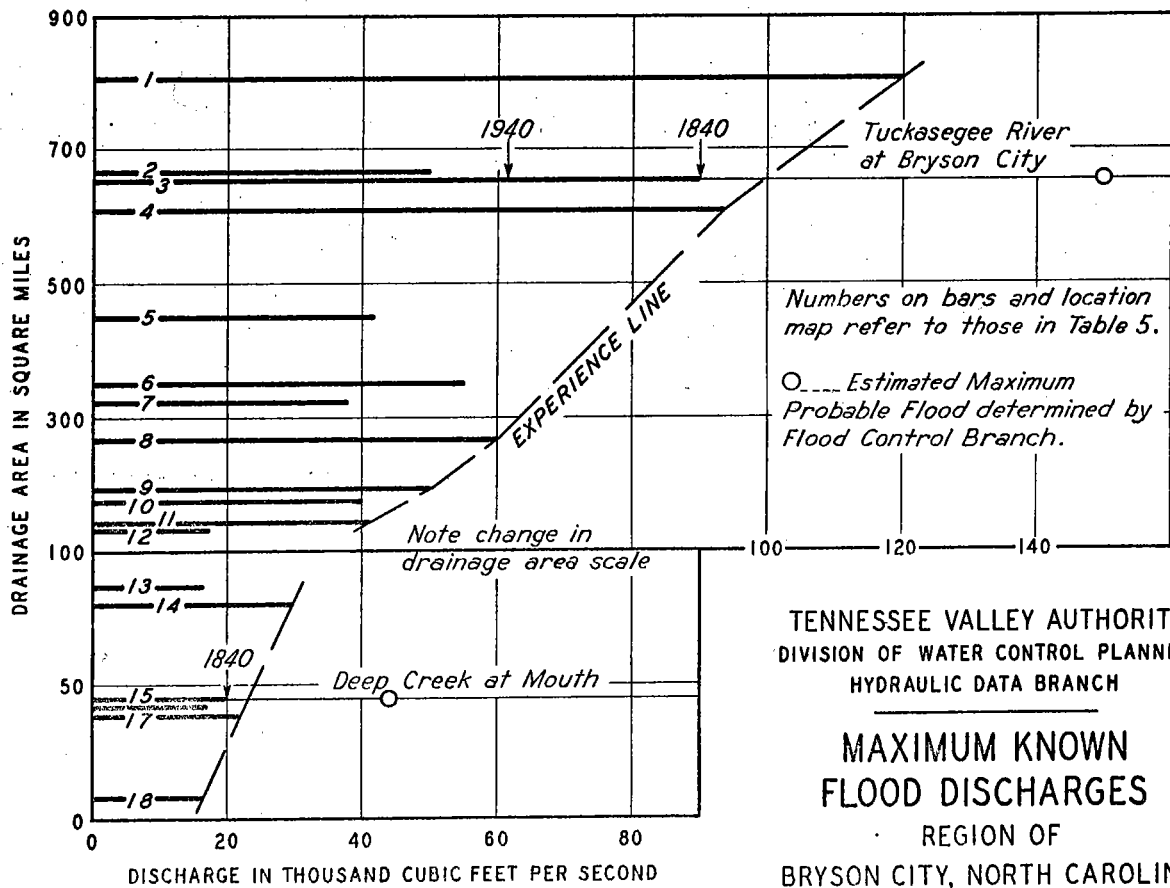 900
700
500
300
100
50
0
DRAINAGE AREA IN SQUARE MILES
1
2
3
4
5
6
7
8
9
10
11
12
13
14
15
17
18
1940
1840
Tuckasegee River
at Bryson City
EXPERIENCE LINE
Numbers on bars and location
map refer to those in Table 5.
O---- Estimated Maximum
Probable Flood determined by
Flood Control Branch.
Note change in
drainage area scale
100
120
140
1840
Deep Creek at Mouth
0
20
40
60
80
DISCHARGE IN THOUSAND CUBIC FEET PER SECOND
TENNESSEE VALLEY AUTHORIT
DIVISION OF WATER CONTROL PLANNI
HYDRAULIC DATA BRANCH
MAXIMUM KNOWN
FLOOD DISCHARGES
REGION OF
BRYSON CITY, NORTH CAROLIN